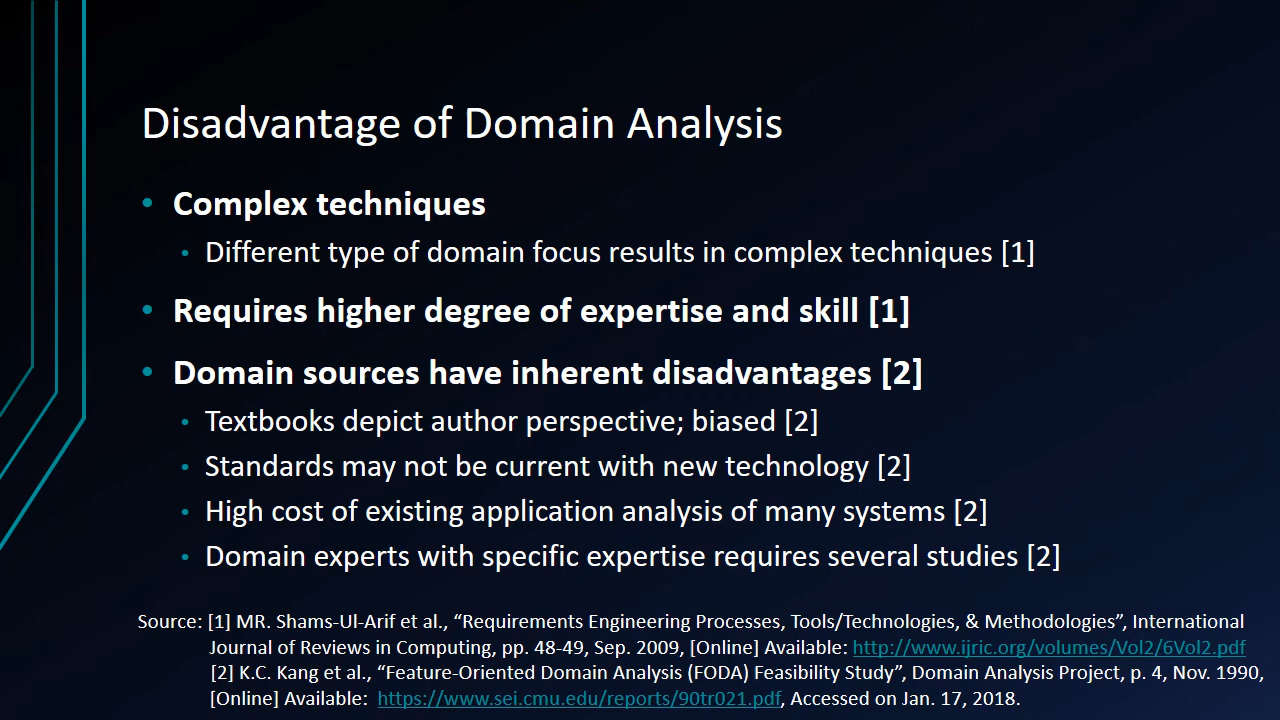 Disadvantage of Domain Analysis
• Complex techniques
• Different type of domain focus results in complex techniques [1]
• Requires higher degree of expertise and skill [1]
• Domain sources have inherent disadvantages [2]
• Textbooks depict author perspective; biased [2]
• Standards may not be current with new technology [2]
• High cost of existing application analysis of many systems [2]
• Domain experts with specific expertise requires several studies [2]
Source: [1] MR. Shams-Ul-Arif et al., “Requirements Engineering Processes, Tools/Technologies, & Methodologies”, International
Journal of Reviews in Computing, pp. 48-49, Sep. 2009, [Online] Available: http://www.ijric.org/volumes/Vol2/6Vol2.pdf
[2] K.C. Kang et al., “Feature-Oriented Domain Analysis (FODA) Feasibility Study”, Domain Analysis Project, p. 4, Nov. 1990,
[Online] Available: https://www.sei.cmu.edu/reports/90tr021.pdf, Accessed on Jan. 17, 2018.